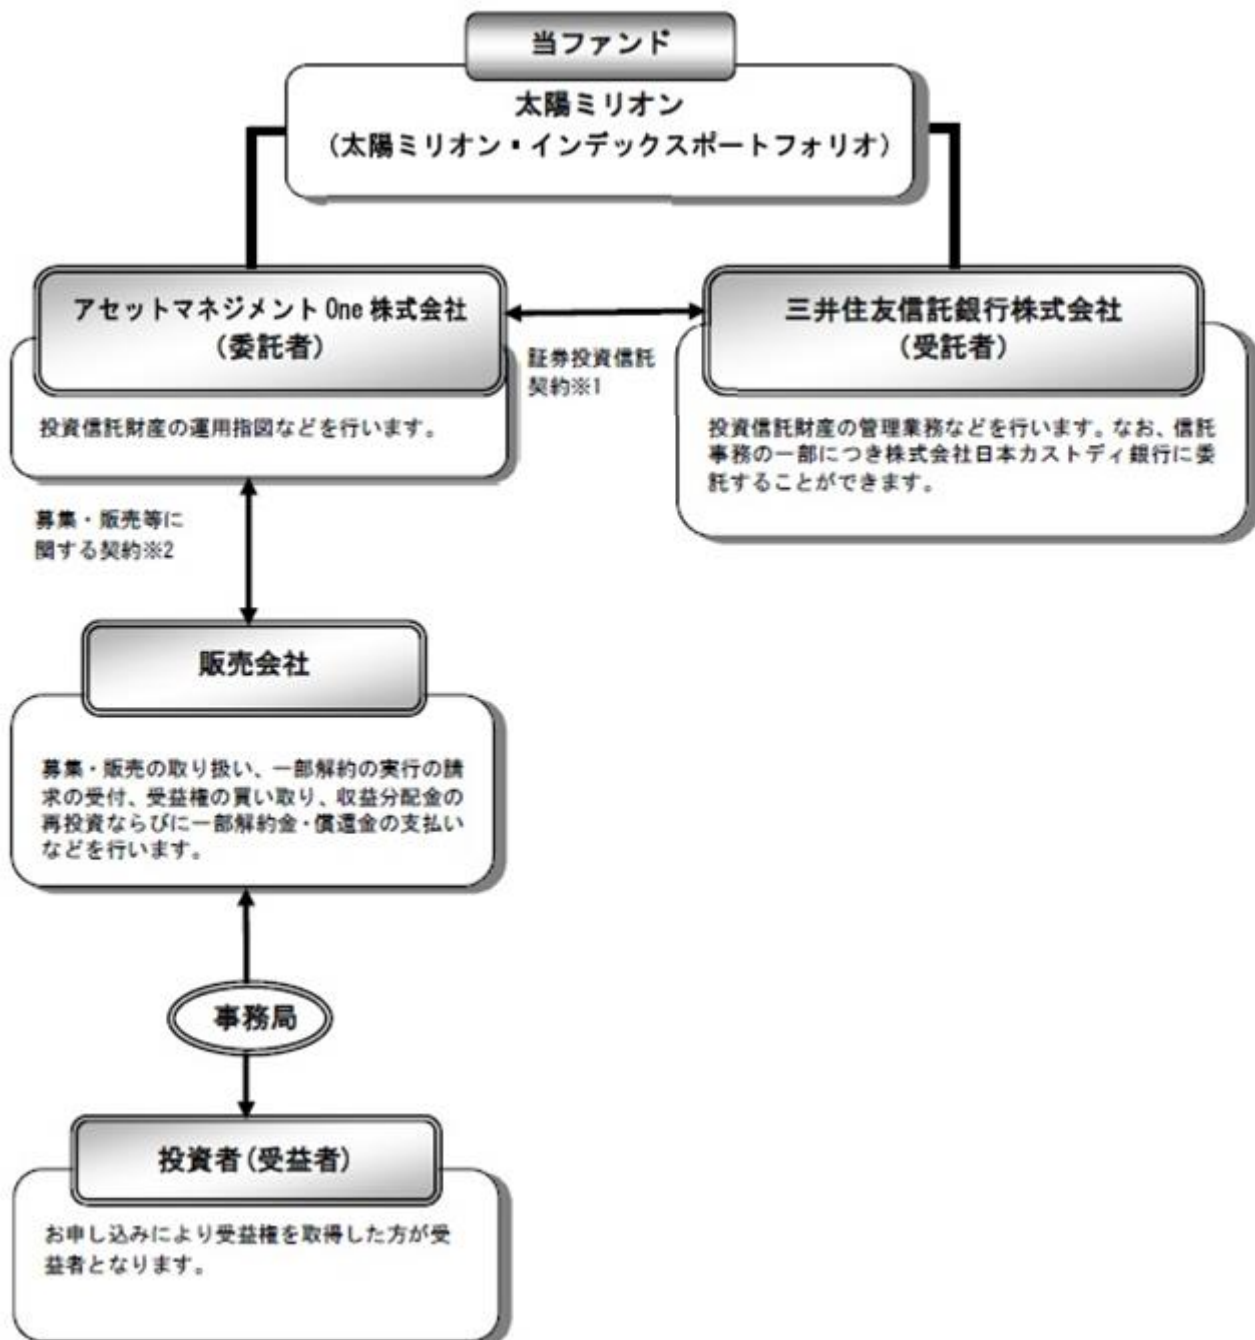 当ファンド
太陽ミリオン
（太陽ミリオン・インデックスポートフォリオ）
アセットマネジメント One 株式会社
（委託者）
投資信託財産の運用指図などを行います。
証券投資信託
契約※1
三井住友信託銀行株式会社
（受託者）
投資信託財産の管理業務などを行います。なお、信託
事務の一部につき株式会社日本カストディ銀行に委
託することができます。
募集・販売等に
関する契約※2
販売会社
募集・販売の取り扱い、一部解約の実行の請
求の受付、受益権の買い取り、収益分配金の
再投資ならびに一部解約金・償還金の支払い
などを行います。
事務局
投資者(受益者)
お申し込みにより受益権を取得した方が受
益者となります。